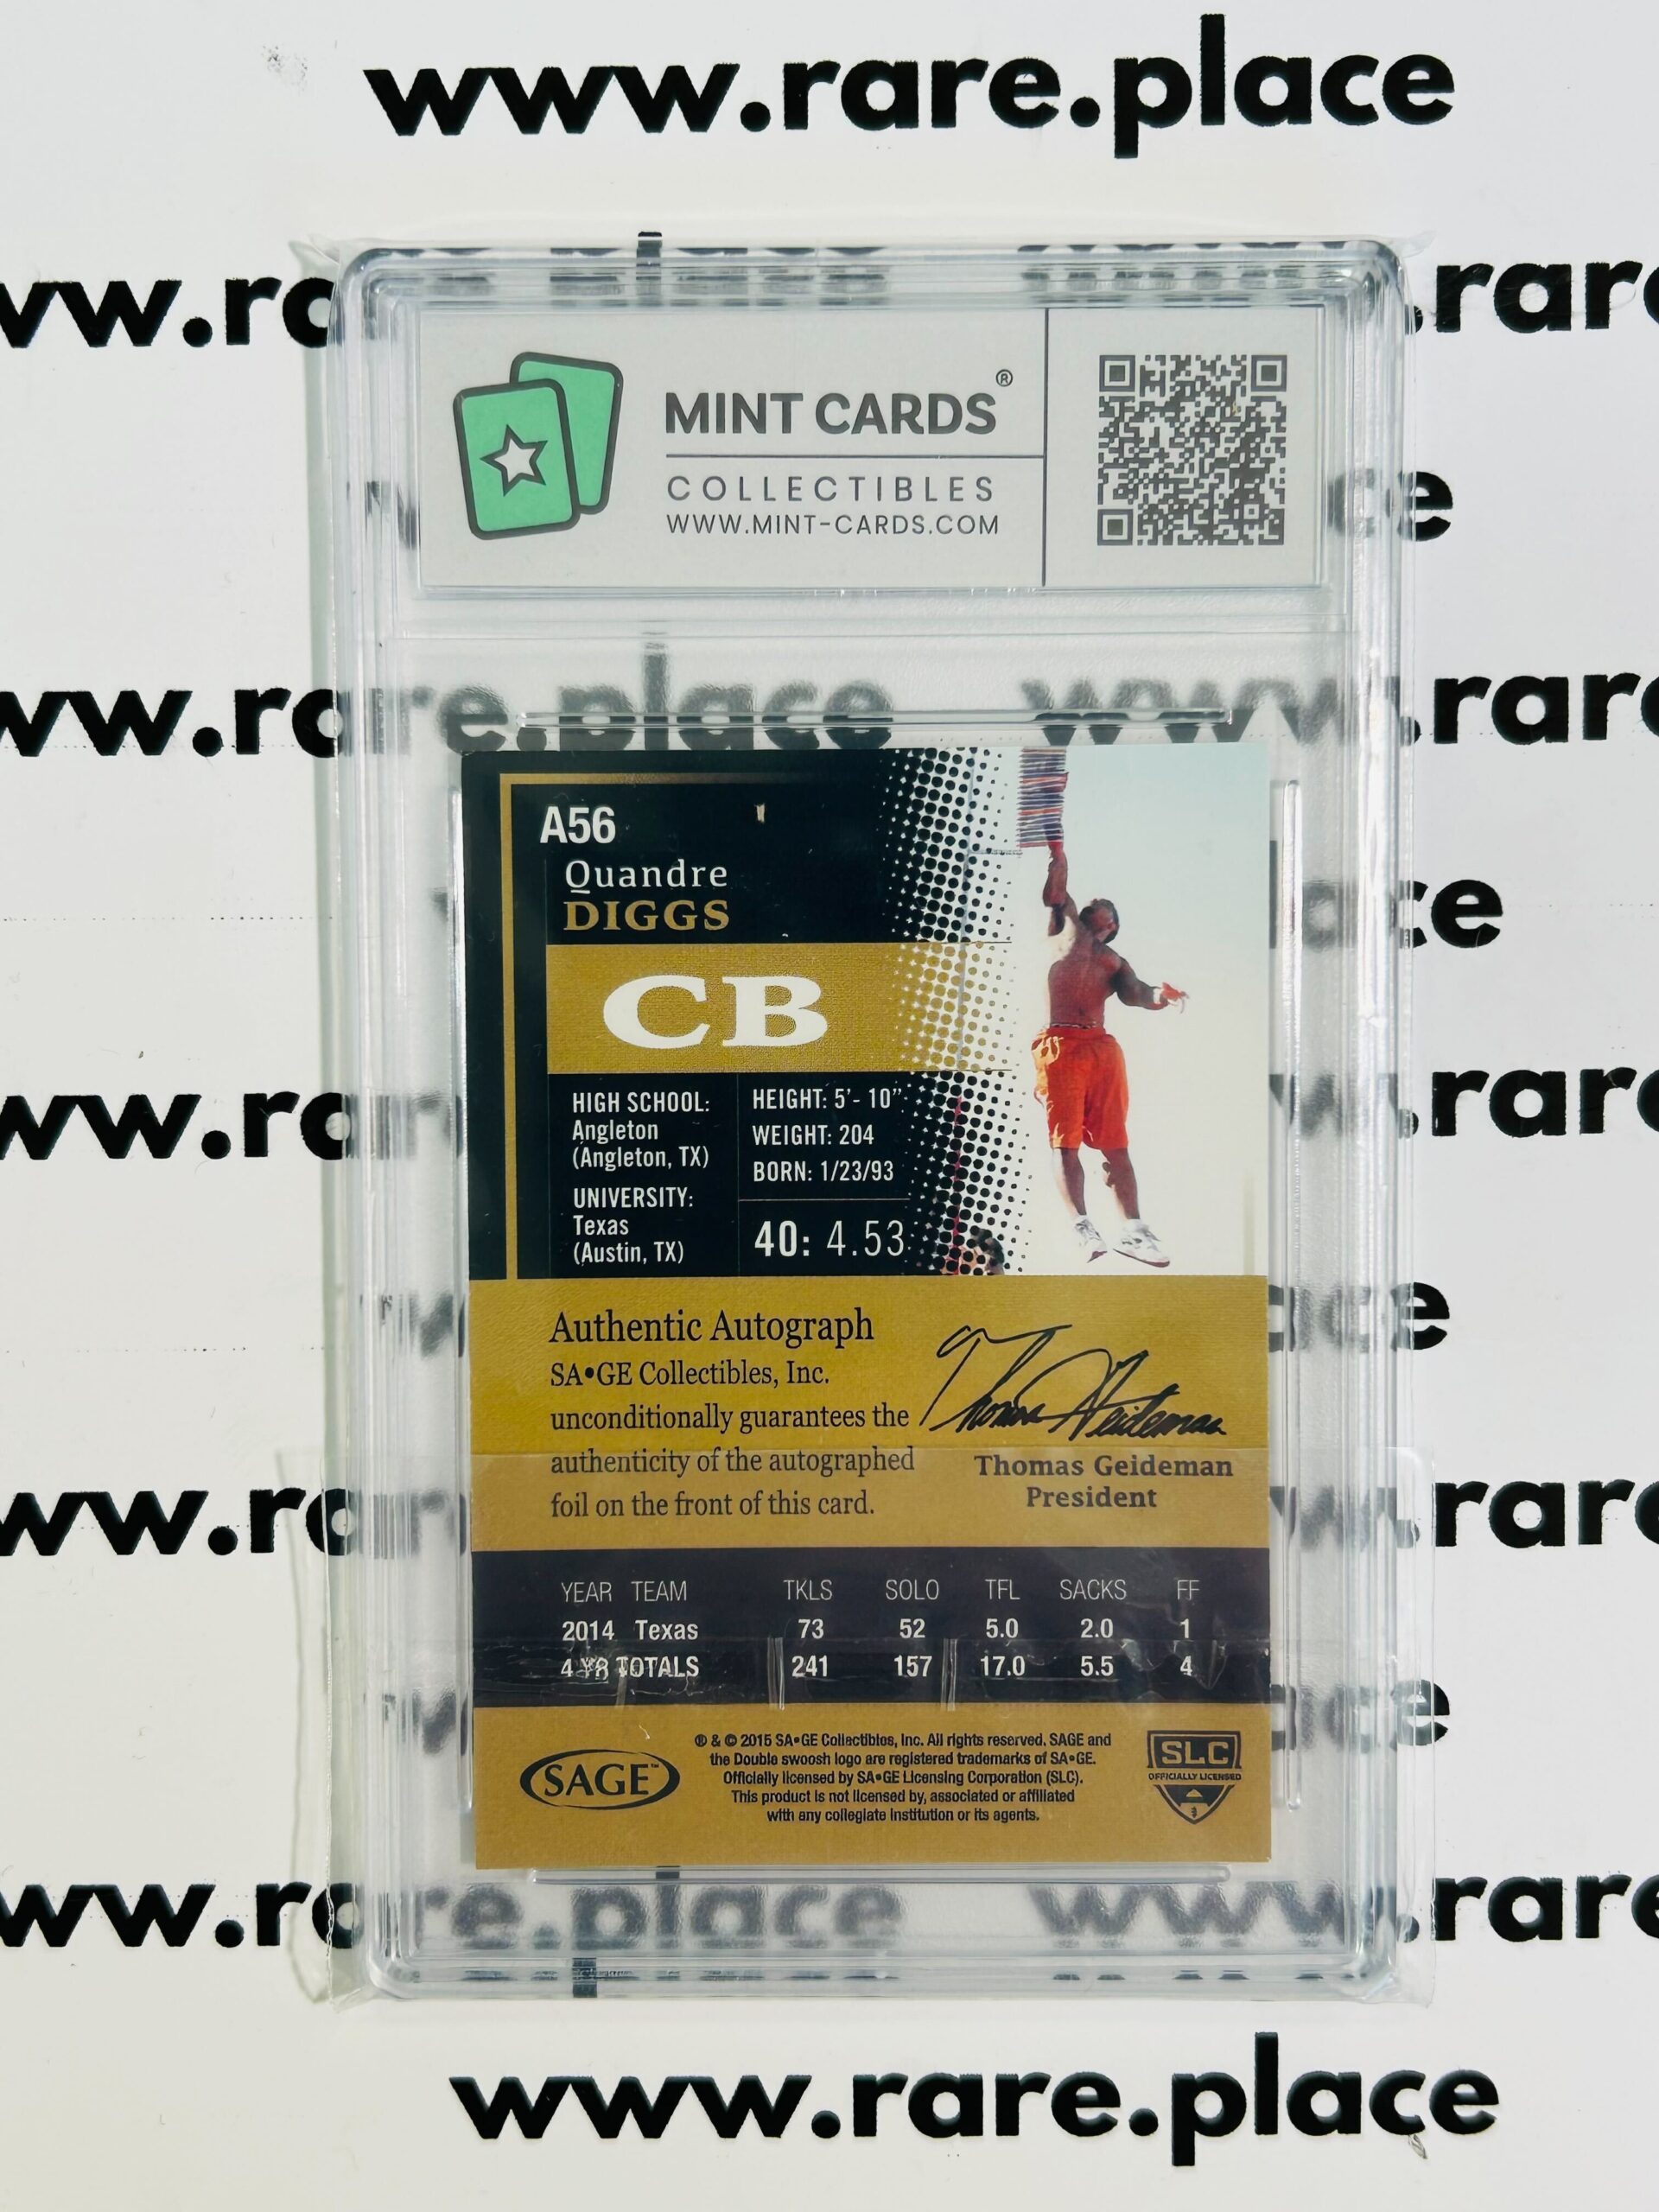 www.rare.place
MINT CARDS®
COLLECTIBLES
WWW.MINT-CARDS.COM
www.rare.place
A56
Quandre
DIGGS
CB
HIGH SCHOOL:
Angleton
(Angleton, TX)
UNIVERSITY:
Texas
(Austin, TX)
HEIGHT: 5'- 10"
WEIGHT: 204
BORN: 1/23/93
40: 4.53
Authentic Autograph
SA•GE Collectibles, Inc.
unconditionally guarantees the
authenticity of the autographed
foil on the front of this card.
Thomas Geideman
Thomas Geideman
President
YEAR TEAM TKLS SOLO TFL SACKS FF
2014 Texas 73 52 5.0 2.0 1
4 YR TOTALS 241 157 17.0 5.5 4
SAGE™
® & © 2015 SA•GE Collectibles, Inc. All rights reserved. SAGE and
the Double swoosh logo are registered trademarks of SA•GE.
Officially licensed by SA•GE Licensing Corporation (SLC).
This product is not licensed by, associated or affiliated
with any collegiate institution or its agents.
SLC
OFFICIALLY LICENSED
www.rare.place